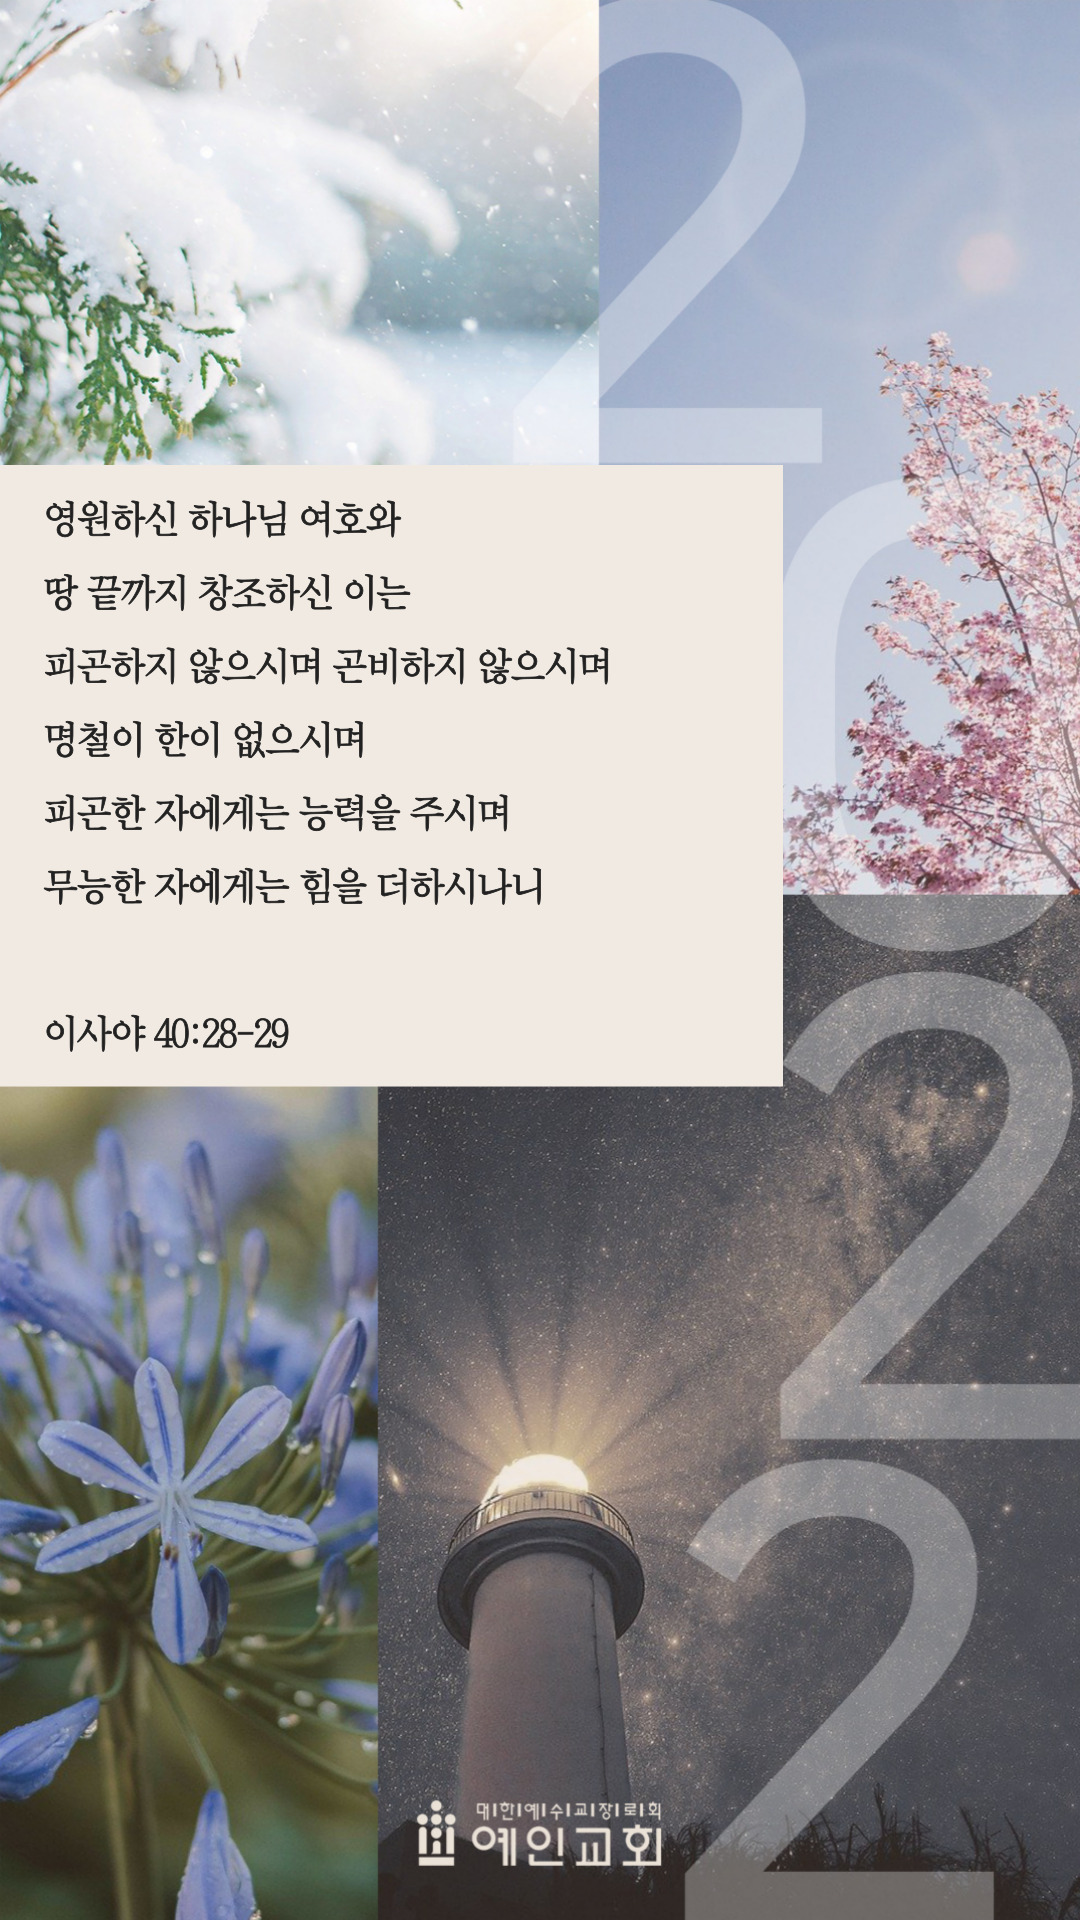 2
0
2
2
영원하신 하나님 여호와
땅 끝까지 창조하신 이는
피곤하지 않으시며 곤비하지 않으시며
명철이 한이 없으시며
피곤한 자에게는 능력을 주시며
무능한 자에게는 힘을 더하시나니
이사야 40:28-29
대한예수교장로회
예인교회